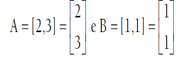 A = [2,3] = [2 3] e B = [1,1] = [1 1]